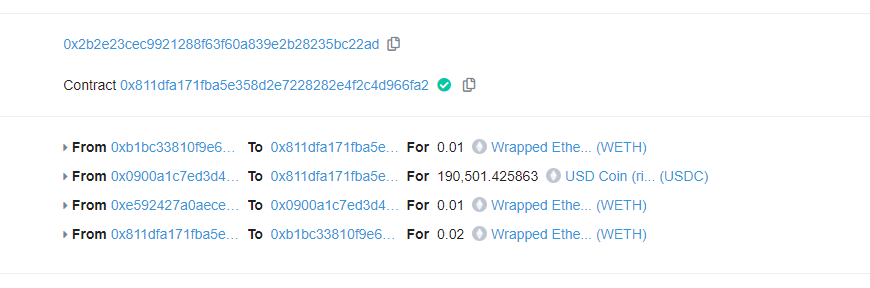 0x2b2e23cec9921288f63f60a839e2b28235bc22ad
Contract 0x811dfa171fba5e358d2e7228282e4f2c4d966fa2
From 0xb1bc33810f9e6... To 0x811dfa171fba5e... For 0.01 Wrapped Ethe... (WETH)
From 0x0900a1c7ed3d4... To 0x811dfa171fba5e... For 190,501.425863 USD Coin (ri... (USDC)
From 0xe592427a0aece... To 0x0900a1c7ed3d4... For 0.01 Wrapped Ethe... (WETH)
From 0x811dfa171fba5e... To 0xb1bc33810f9e6... For 0.02 Wrapped Ethe... (WETH)